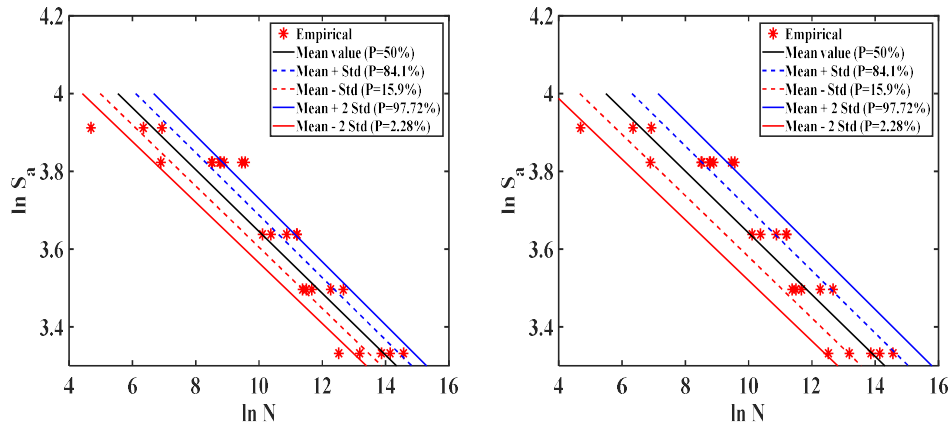 4.2
4
3.8
3.6
3.4
ln Sa
4 6 8 10 12 14 16
ln N
Empirical
Mean value (P=50%)
Mean + Std (P=84.1%)
Mean - Std (P=15.9%)
Mean + 2 Std (P=97.72%)
Mean - 2 Std (P=2.28%)
4.2
4
3.8
3.6
3.4
ln Sa
4 6 8 10 12 14 16
ln N
Empirical
Mean value (P=50%)
Mean + Std (P=84.1%)
Mean - Std (P=15.9%)
Mean + 2 Std (P=97.72%)
Mean - 2 Std (P=2.28%)